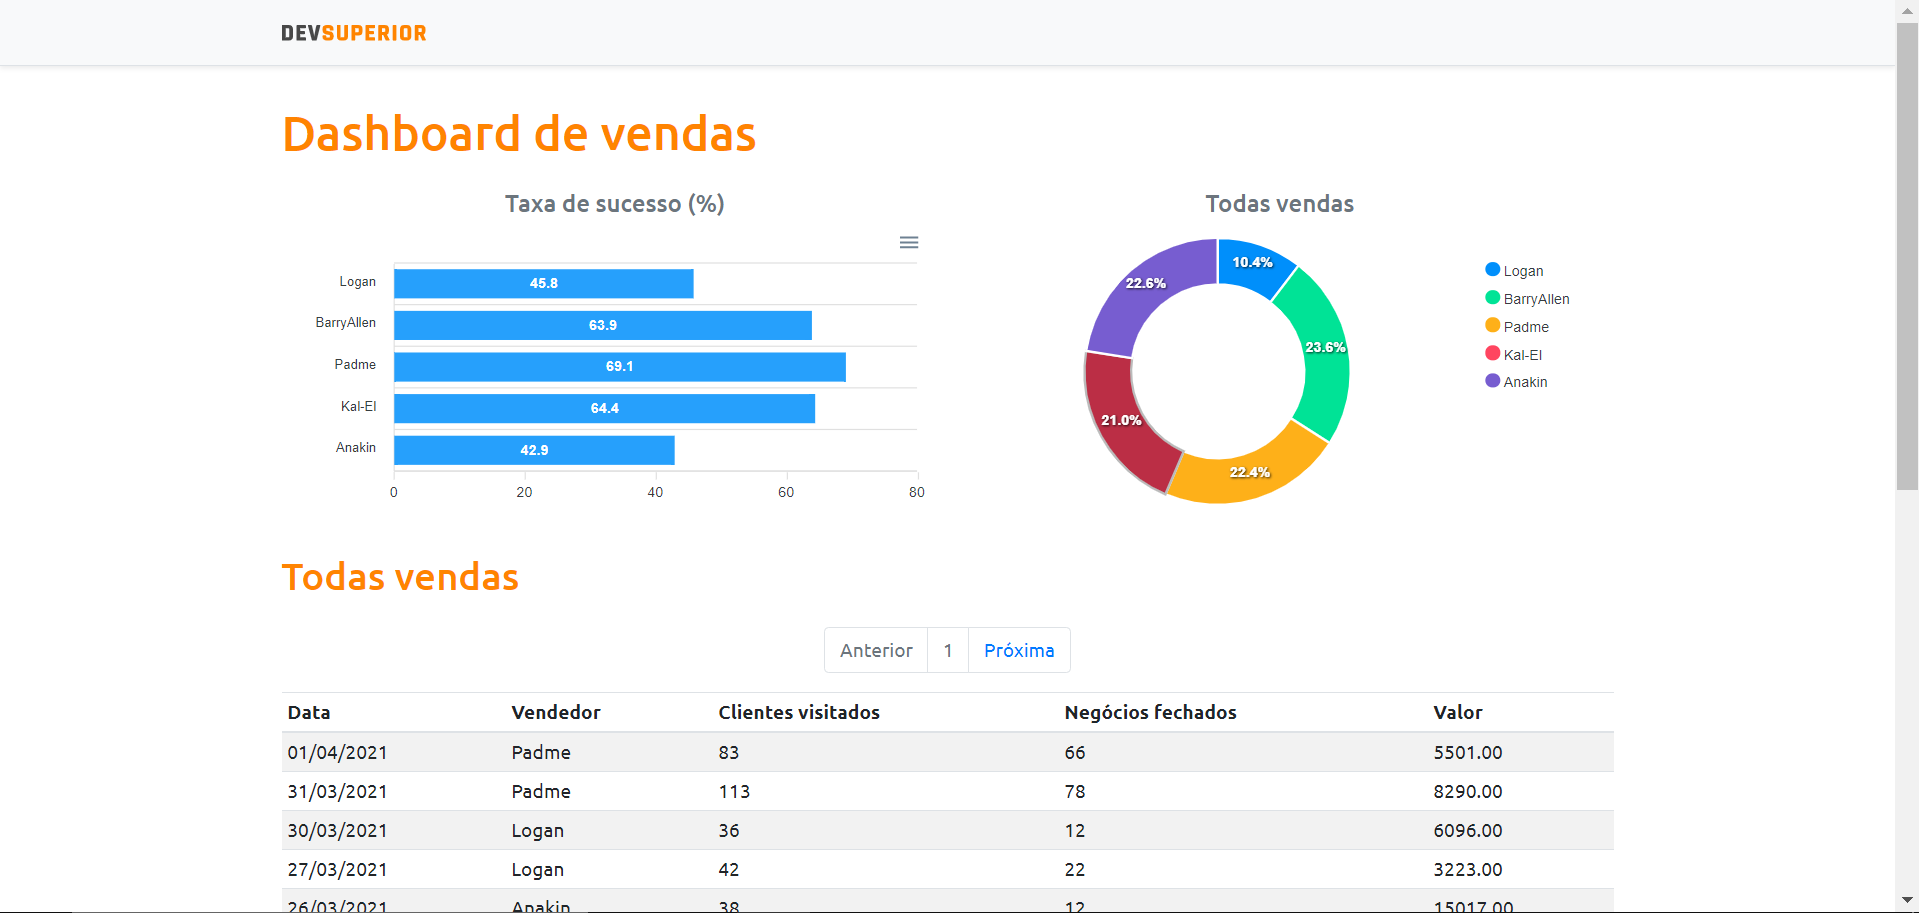 DEVSUPERIOR
Dashboard de vendas
Taxa de sucesso (%)
Logan 45.8
BarryAllen 63.9
Padme 69.1
Kal-El 64.4
Anakin 42.9
0 20 40 60 80
Todas vendas
10.4%
23.6%
22.4%
21.0%
22.6%
Logan
BarryAllen
Padme
Kal-El
Anakin
Todas vendas
Anterior 1 Próxima
Data Vendedor Clientes visitados Negócios fechados Valor
01/04/2021 Padme 83 66 5501.00
31/03/2021 Padme 113 78 8290.00
30/03/2021 Logan 36 12 6096.00
27/03/2021 Logan 42 22 3223.00
26/03/2021 Anakin 38 12 15017.00